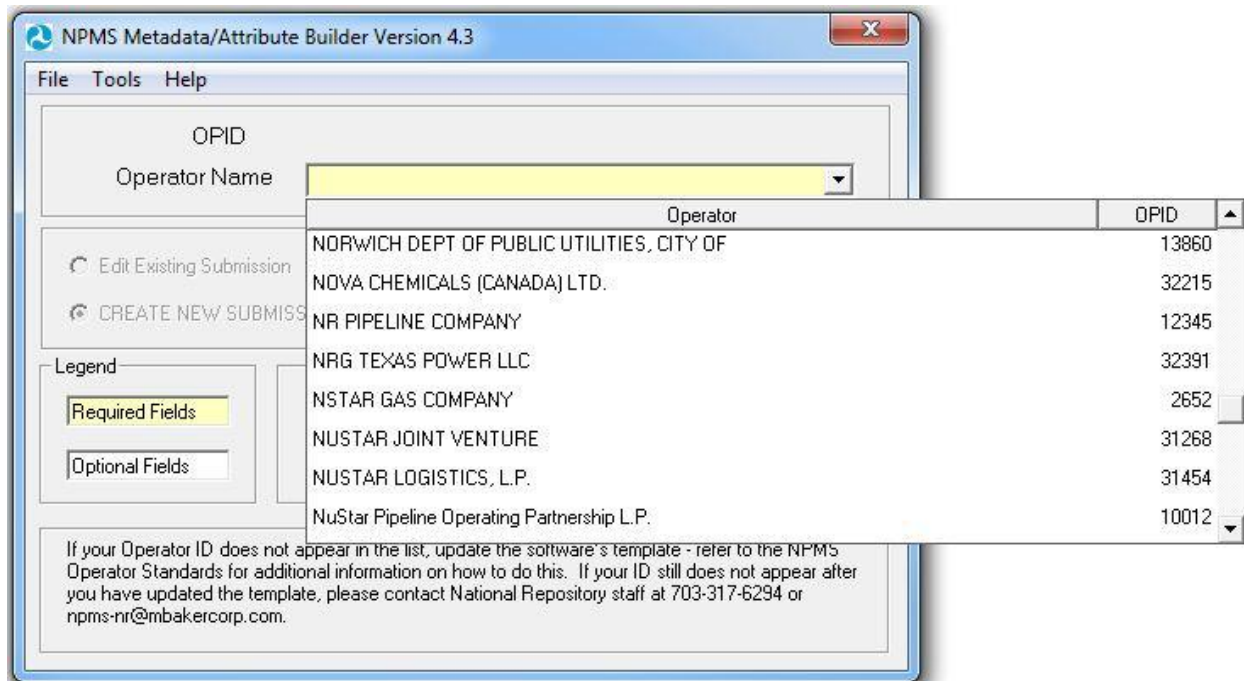 NPMS Metadata/Attribute Builder Version 4.3
File Tools Help
OPID
Operator Name
Operator OPID
NORWICH DEPT OF PUBLIC UTILITIES, CITY OF 13860
NOVA CHEMICALS (CANADA) LTD. 32215
NR PIPELINE COMPANY 12345
NRG TEXAS POWER LLC 32391
NSTAR GAS COMPANY 2652
NUSTAR JOINT VENTURE 31268
NUSTAR LOGISTICS, L.P. 31454
NuStar Pipeline Operating Partnership L.P. 10012
Edit Existing Submission
CREATE NEW SUBMISS
Legend
Required Fields
Optional Fields
If your Operator ID does not appear in the list, update the software's template - refer to the NPMS
Operator Standards for additional information on how to do this. If your ID still does not appear after
you have updated the template, please contact National Repository staff at 703-317-6294 or
npms-nr@mbakercorp.com.